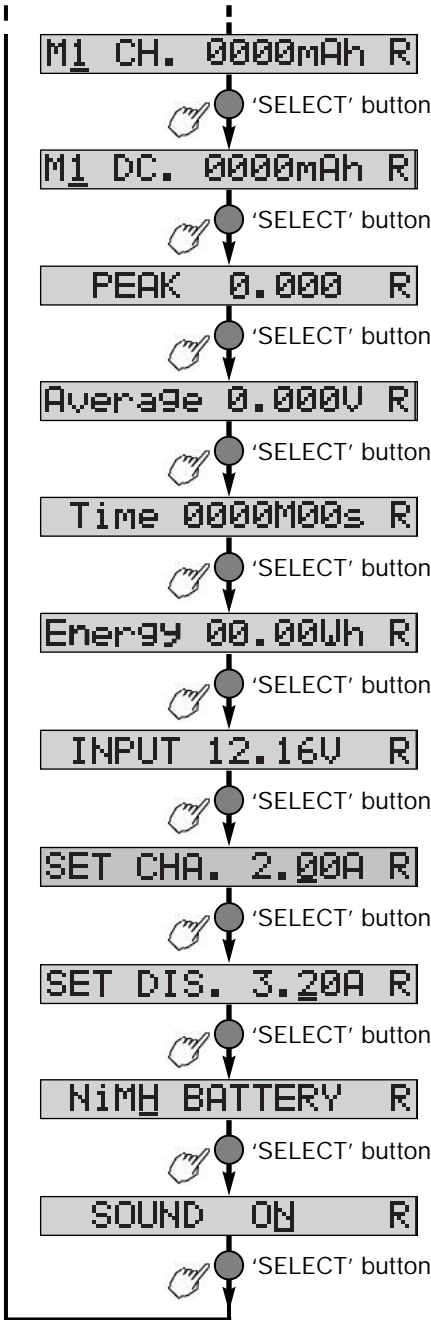 M1 CH. 0000mAh R
'SELECT' button
M1 DC. 0000mAh R
'SELECT' button
PEAK 0.000 R
'SELECT' button
Average 0.000V R
'SELECT' button
Time 0000M00s R
'SELECT' button
Energy 00.00Wh R
'SELECT' button
INPUT 12.16V R
'SELECT' button
SET CHA. 2.00A R
'SELECT' button
SET DIS. 3.20A R
'SELECT' button
NiMH BATTERY R
'SELECT' button
SOUND ON R
'SELECT' button